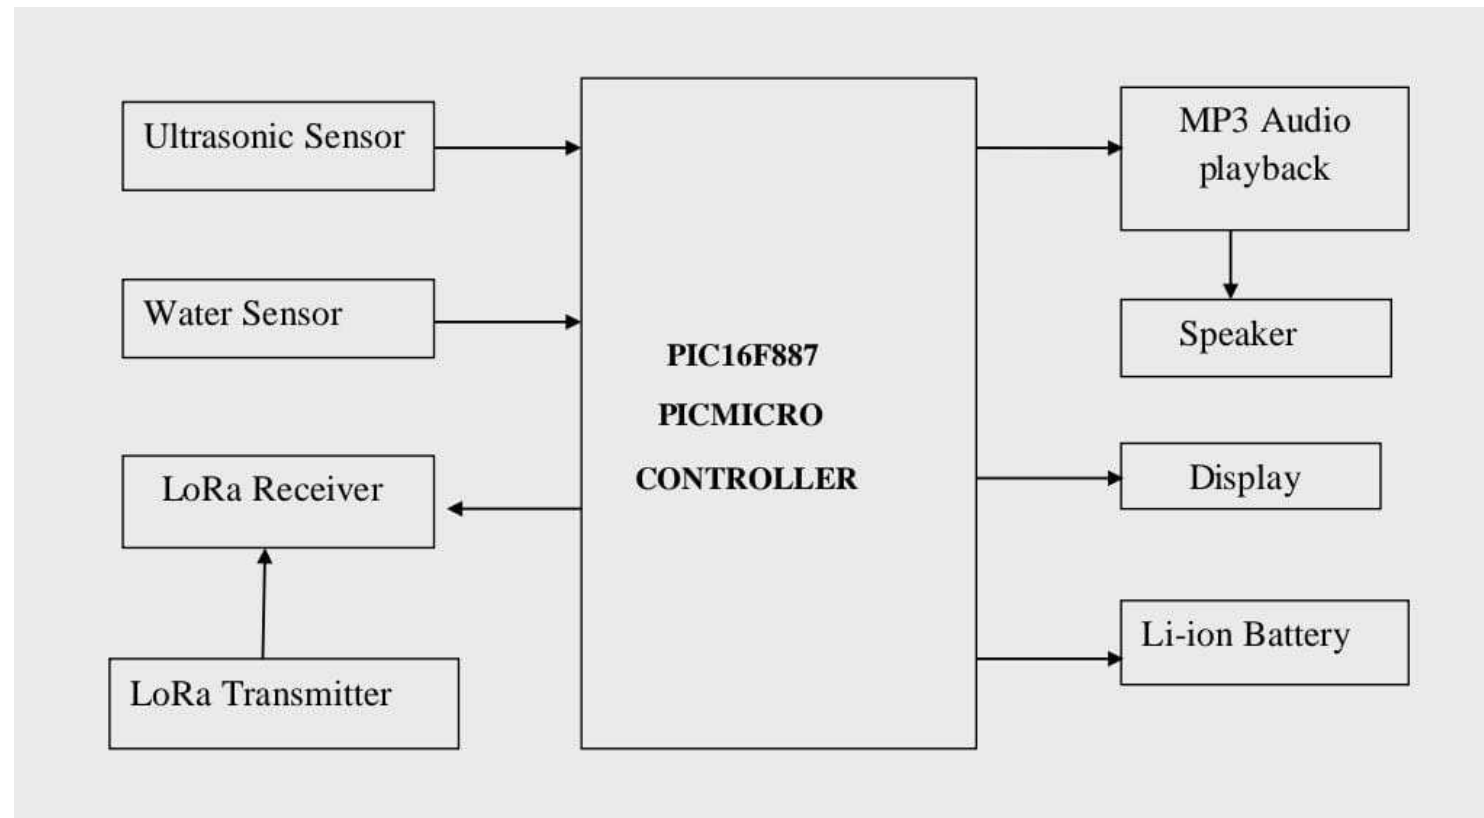 Ultrasonic Sensor
Water Sensor
LoRa Receiver
LoRa Transmitter
PIC16F887
PICMICRO
CONTROLLER
MP3 Audio
playback
Speaker
Display
Li-ion Battery